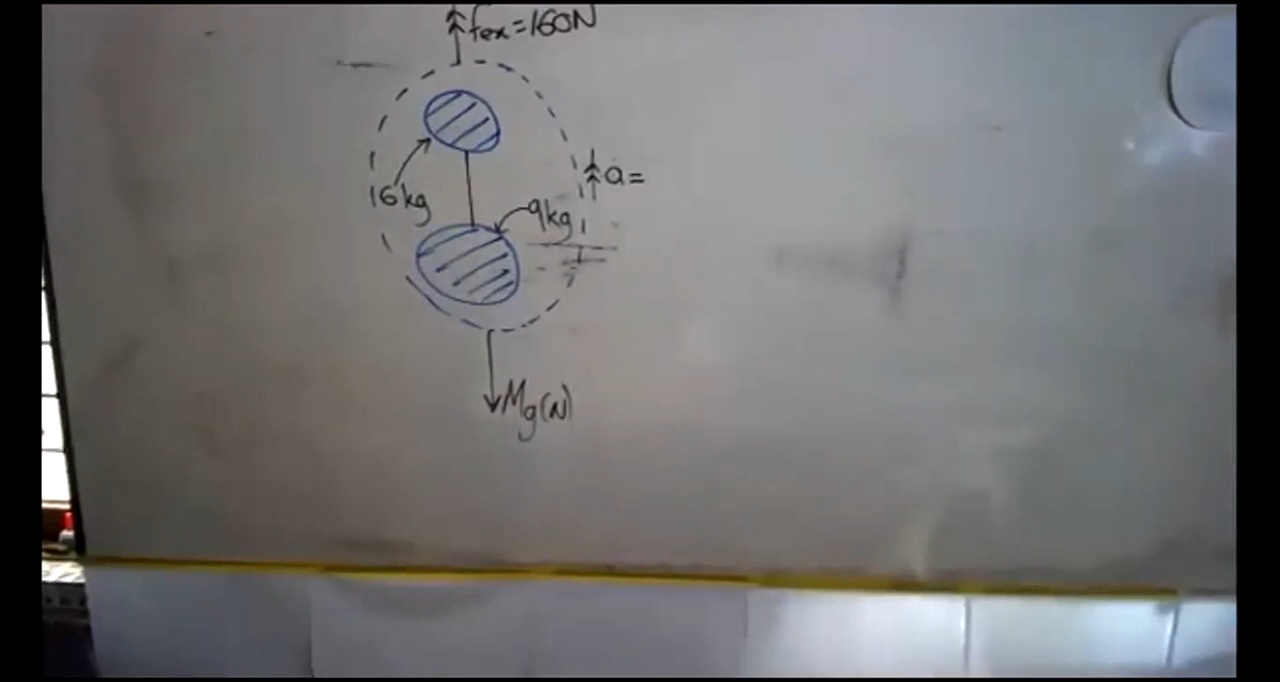 fex=160N
16kg
9kg
a=
Mg(N)